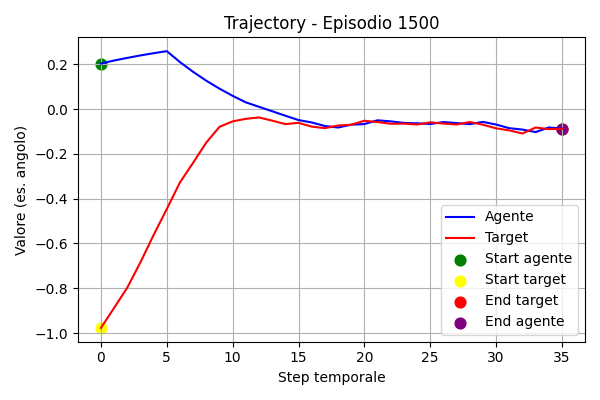 Trajectory - Episodio 1500
Valore (es. angolo)
0.2
0.0
−0.2
−0.4
−0.6
−0.8
−1.0
Agente
Target
Start agente
Start target
End target
End agente
0 5 10 15 20 25 30 35
Step temporale